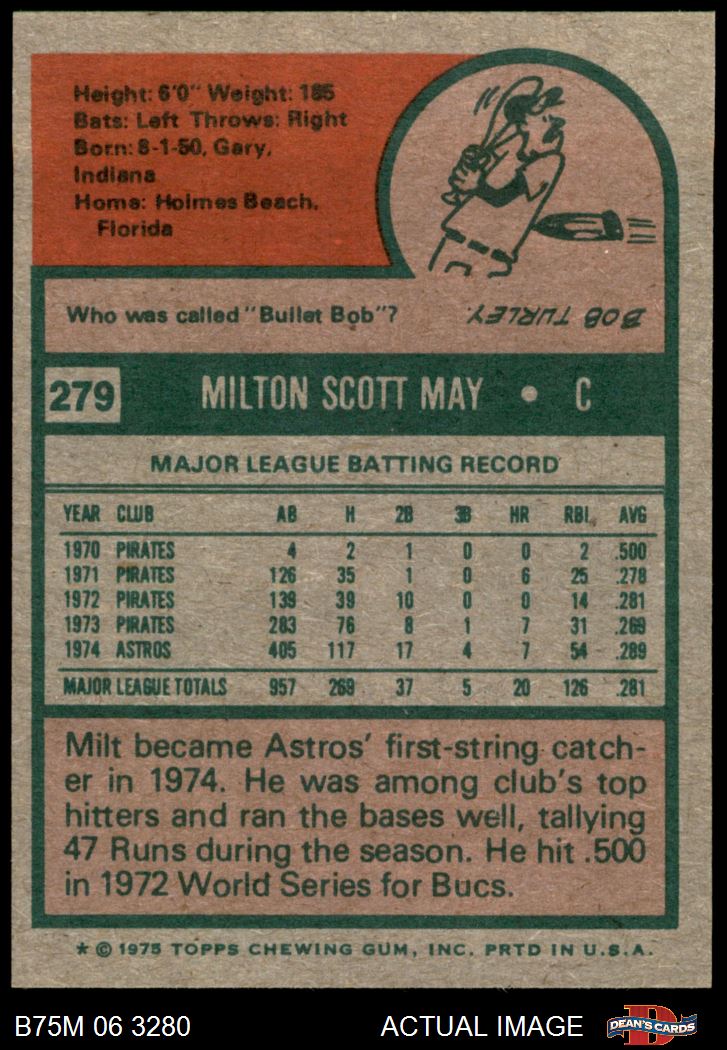 Height: 6'0" Weight: 185
Bats: Left Throws: Right
Born: 8-1-50, Gary,
Indiana
Home: Holmes Beach,
Florida
Who was called "Bullet Bob"? BOB TURLEY.
279 MILTON SCOTT MAY • C
MAJOR LEAGUE BATTING RECORD
YEAR CLUB AB H 2B 3B HR RBI AVG
1970 PIRATES 4 2 1 0 0 2 .500
1971 PIRATES 126 35 1 0 6 25 .278
1972 PIRATES 139 39 10 0 0 14 .281
1973 PIRATES 283 76 8 1 7 31 .269
1974 ASTROS 405 117 17 4 7 54 .289
MAJOR LEAGUE TOTALS 957 269 37 5 20 126 .281
Milt became Astros' first-string catch-
er in 1974. He was among club's top
hitters and ran the bases well, tallying
47 Runs during the season. He hit .500
in 1972 World Series for Bucs.
* © 1975 TOPPS CHEWING GUM, INC. PRTD IN U.S.A.
B75M 06 3280 ACTUAL IMAGE DEAN'S CARDS